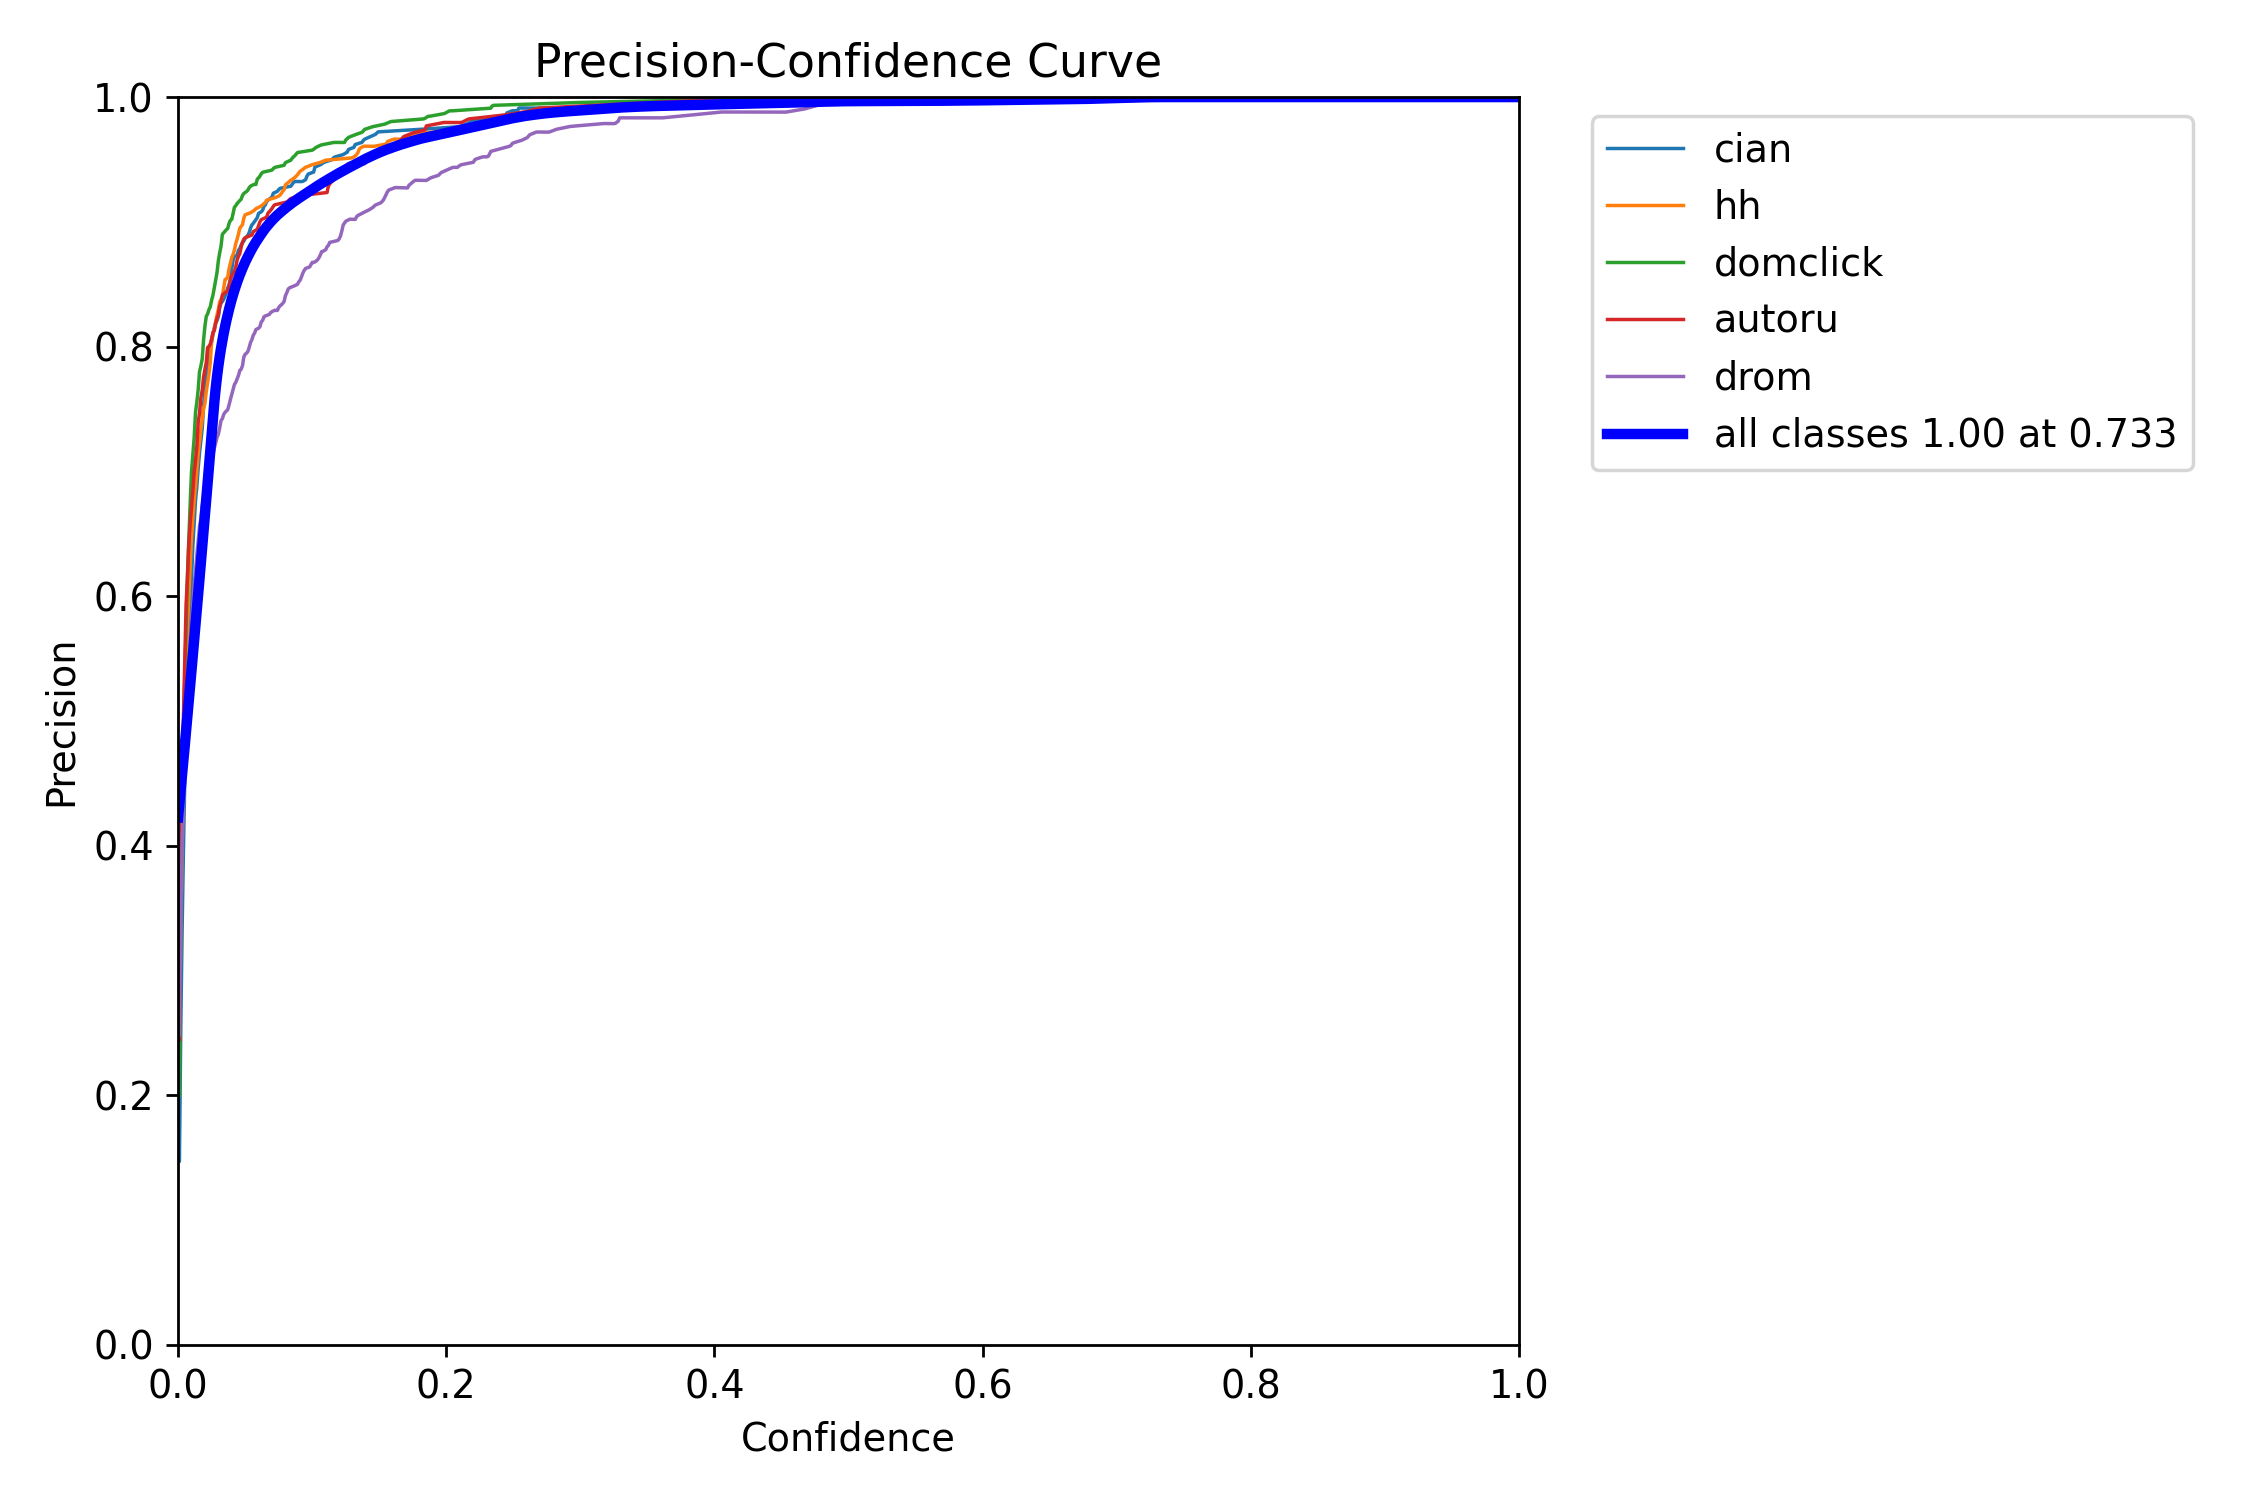 Precision-Confidence Curve
1.0
0.8
0.6
0.4
0.2
0.0
Precision
0.0 0.2 0.4 0.6 0.8 1.0
Confidence
cian
hh
domclick
autoru
drom
all classes 1.00 at 0.733